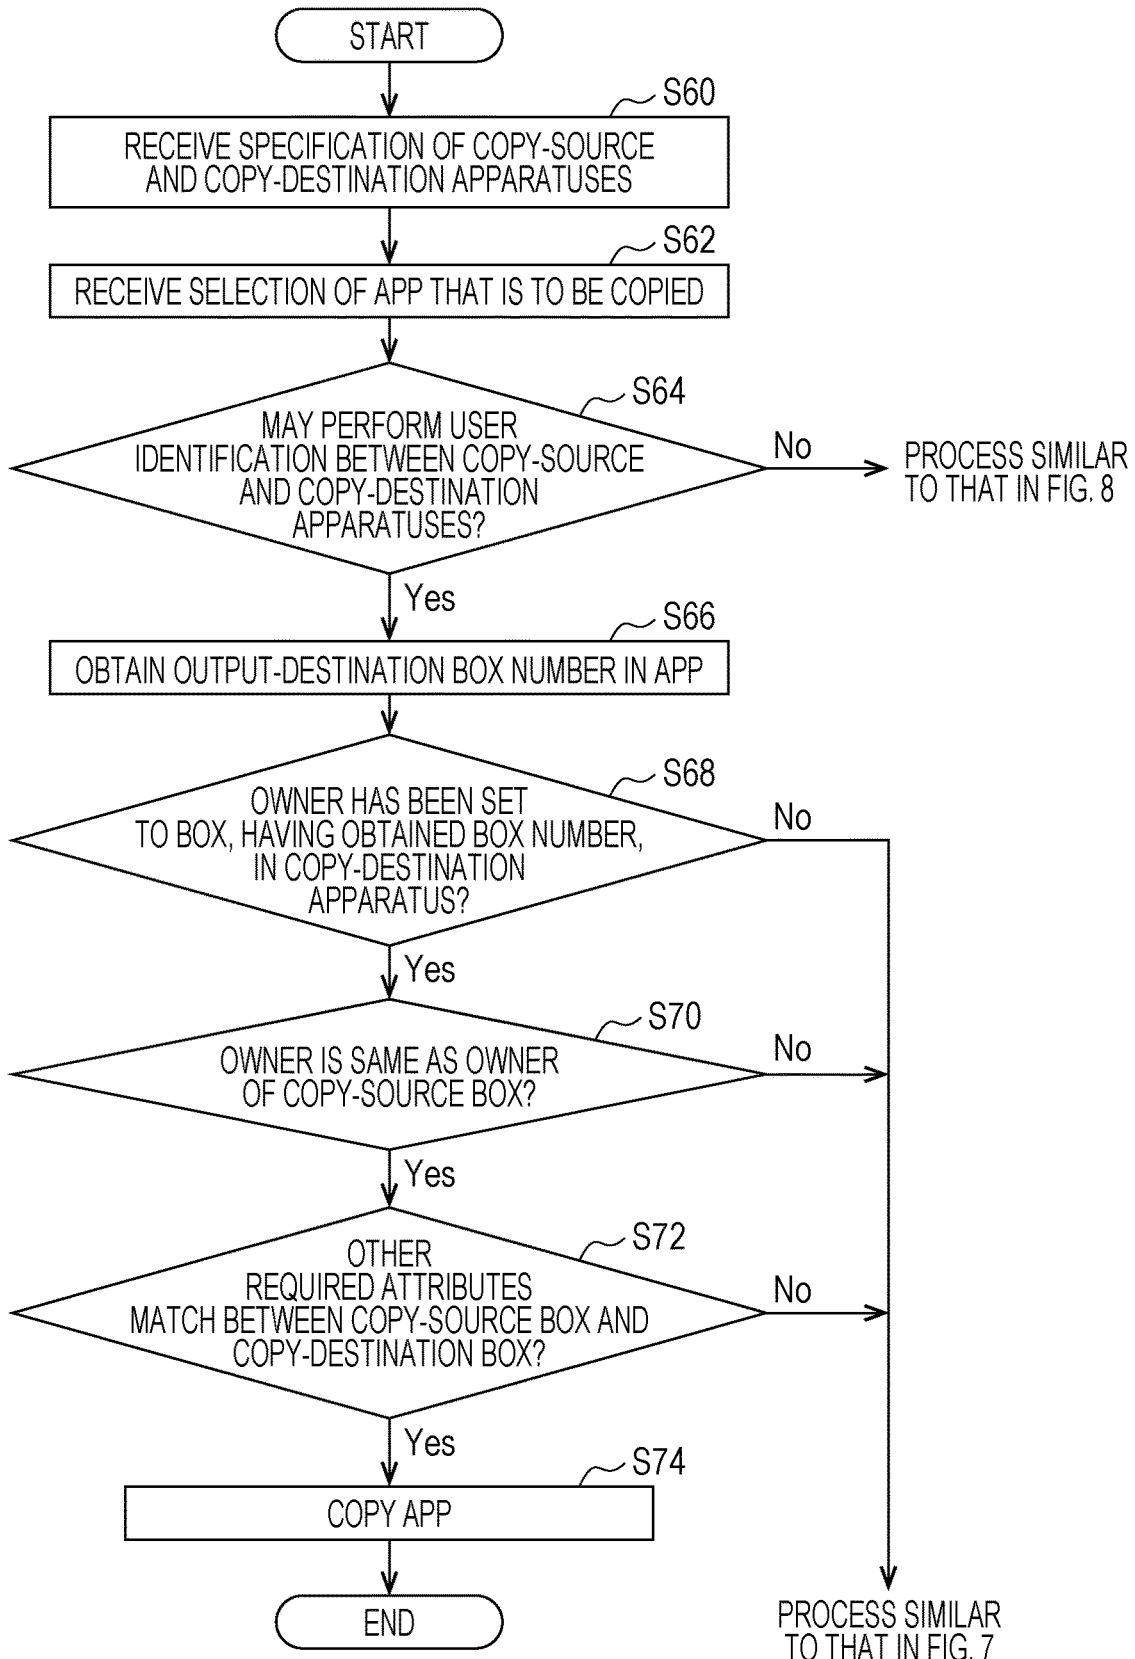 START
S60
RECEIVE SPECIFICATION OF COPY-SOURCE
AND COPY-DESTINATION APPARATUSES
S62
RECEIVE SELECTION OF APP THAT IS TO BE COPIED
S64
MAY PERFORM USER
IDENTIFICATION BETWEEN COPY-SOURCE
AND COPY-DESTINATION
APPARATUSES?
No
PROCESS SIMILAR
TO THAT IN FIG. 8
Yes
S66
OBTAIN OUTPUT-DESTINATION BOX NUMBER IN APP
S68
OWNER HAS BEEN SET
TO BOX, HAVING OBTAINED BOX NUMBER,
IN COPY-DESTINATION
APPARATUS?
No
Yes
S70
OWNER IS SAME AS OWNER
OF COPY-SOURCE BOX?
No
Yes
S72
OTHER
REQUIRED ATTRIBUTES
MATCH BETWEEN COPY-SOURCE BOX AND
COPY-DESTINATION BOX?
No
Yes
S74
COPY APP
END
PROCESS SIMILAR
TO THAT IN FIG. 7